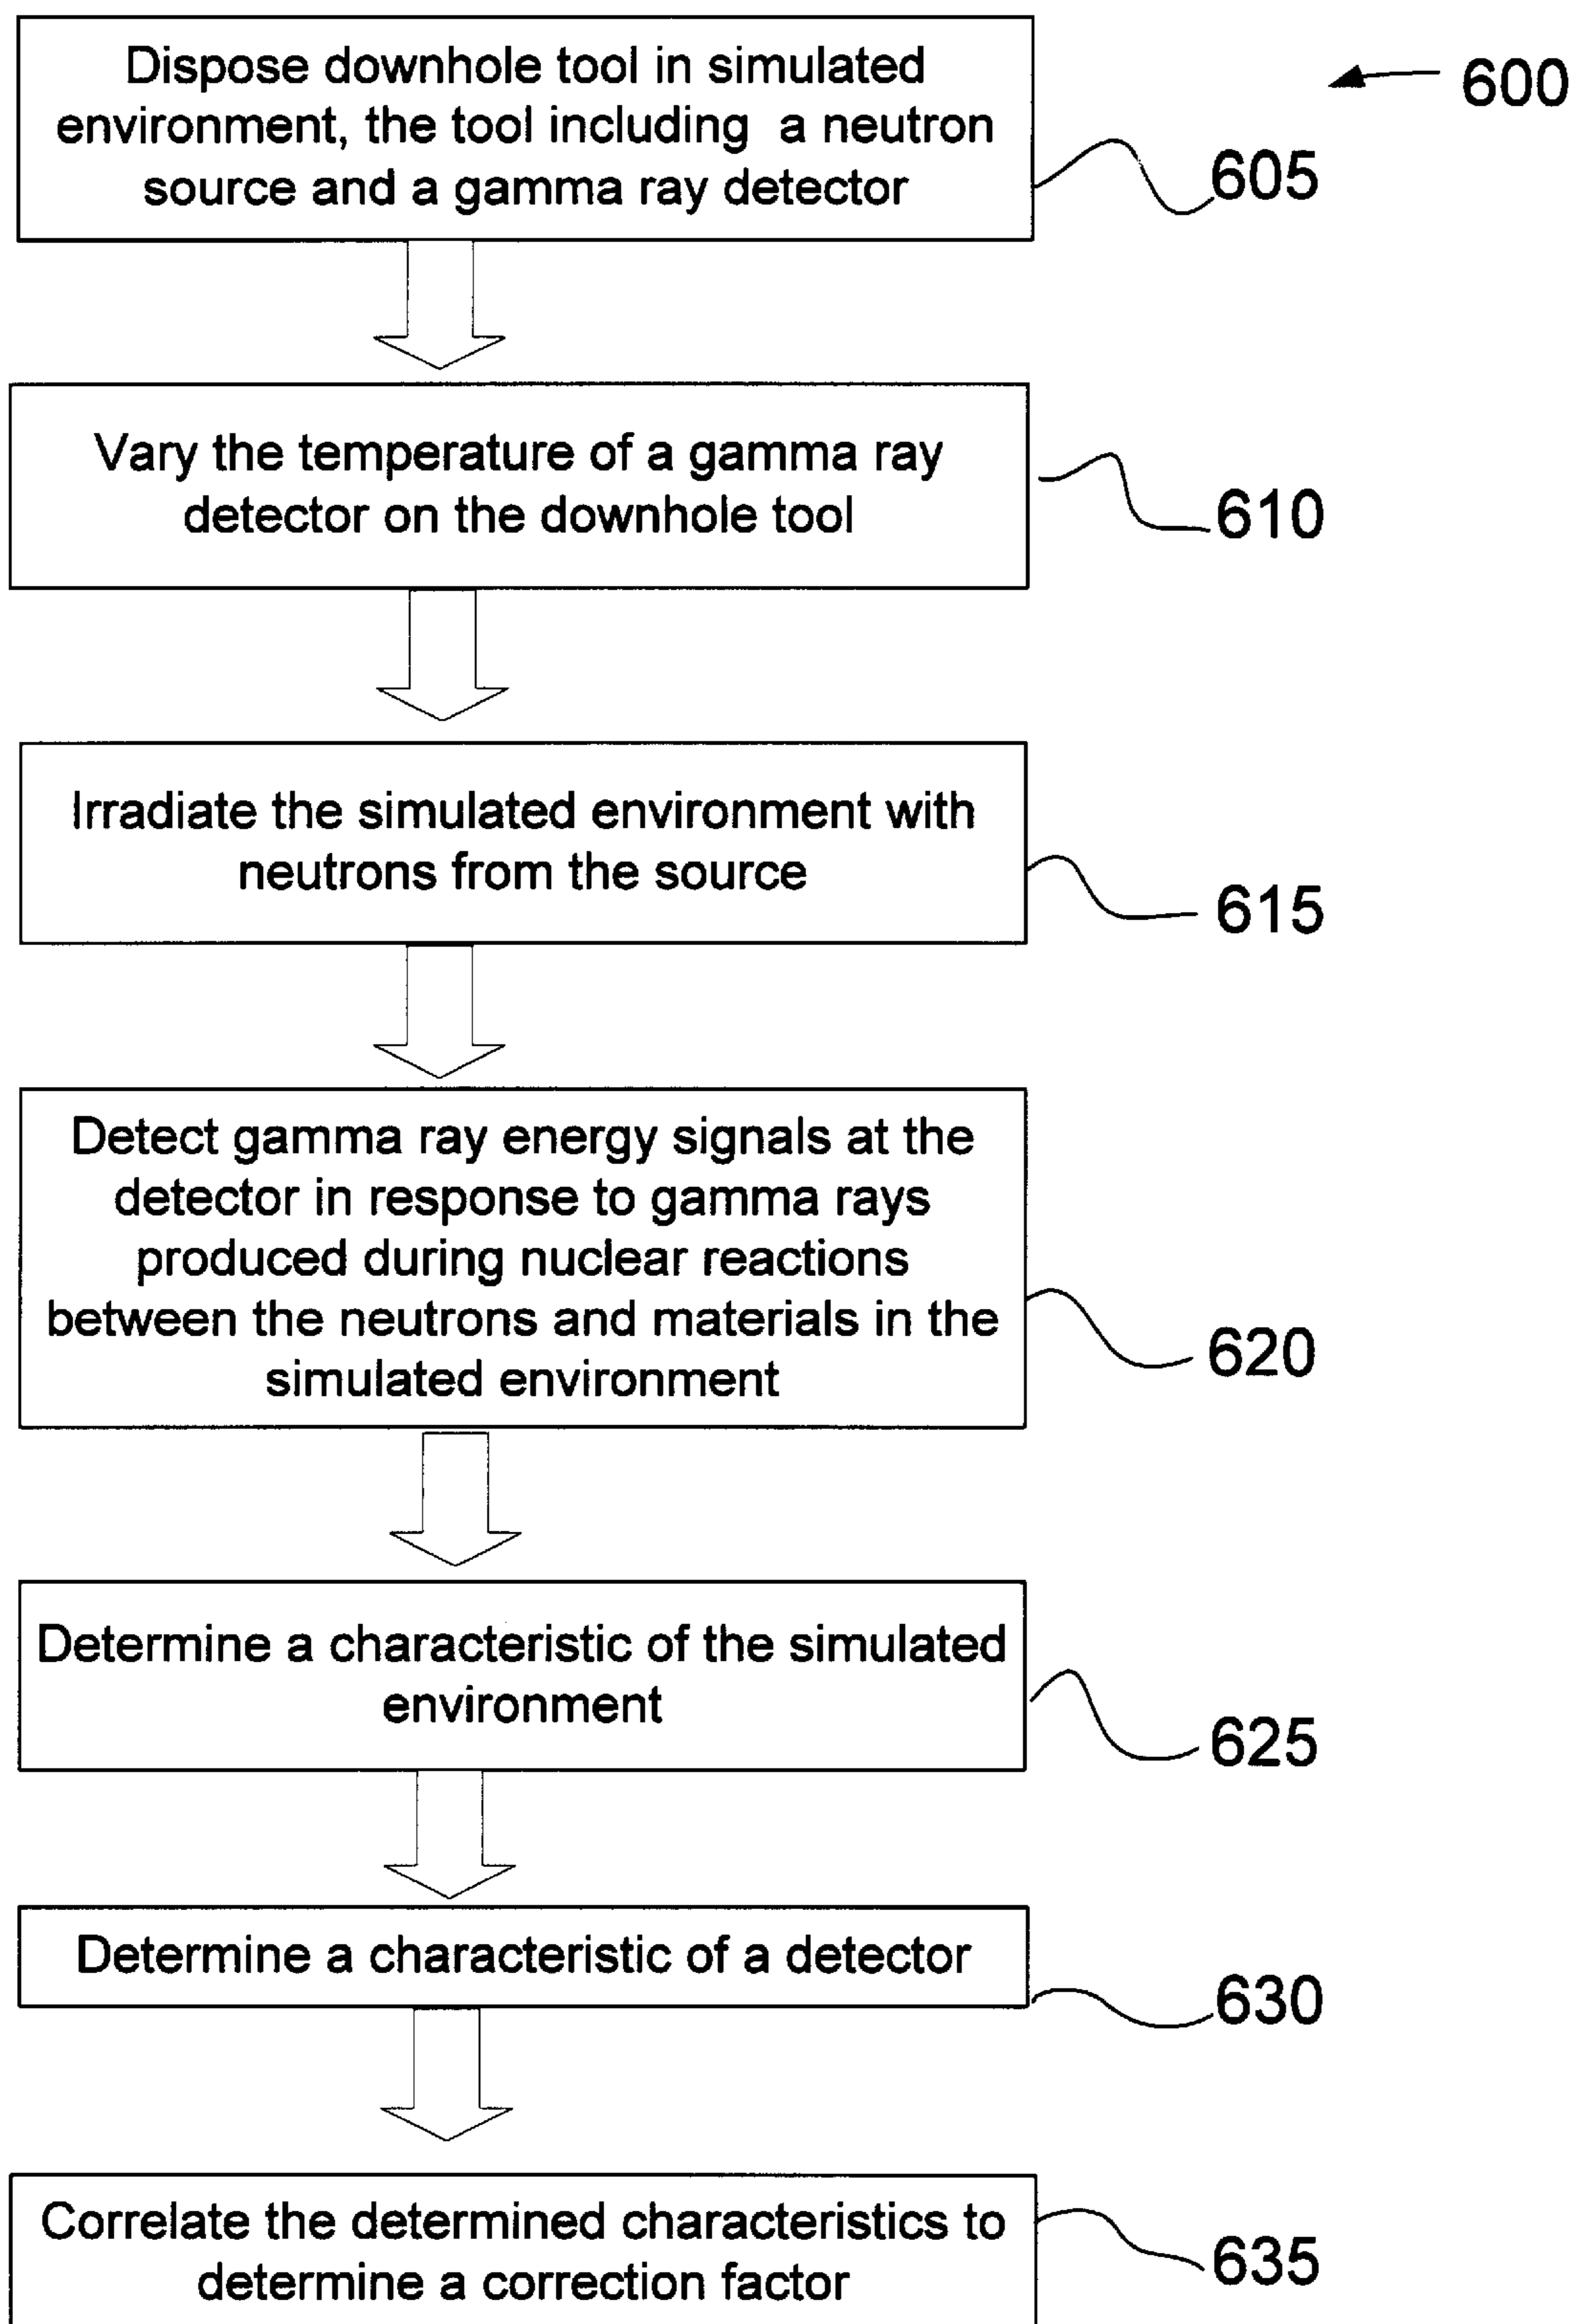 Dispose downhole tool in simulated
environment, the tool including a neutron
source and a gamma ray detector
600
605
Vary the temperature of a gamma ray
detector on the downhole tool
610
Irradiate the simulated environment with
neutrons from the source
615
Detect gamma ray energy signals at the
detector in response to gamma rays
produced during nuclear reactions
between the neutrons and materials in the
simulated environment
620
Determine a characteristic of the simulated
environment
625
Determine a characteristic of a detector
630
Correlate the determined characteristics to
determine a correction factor
635